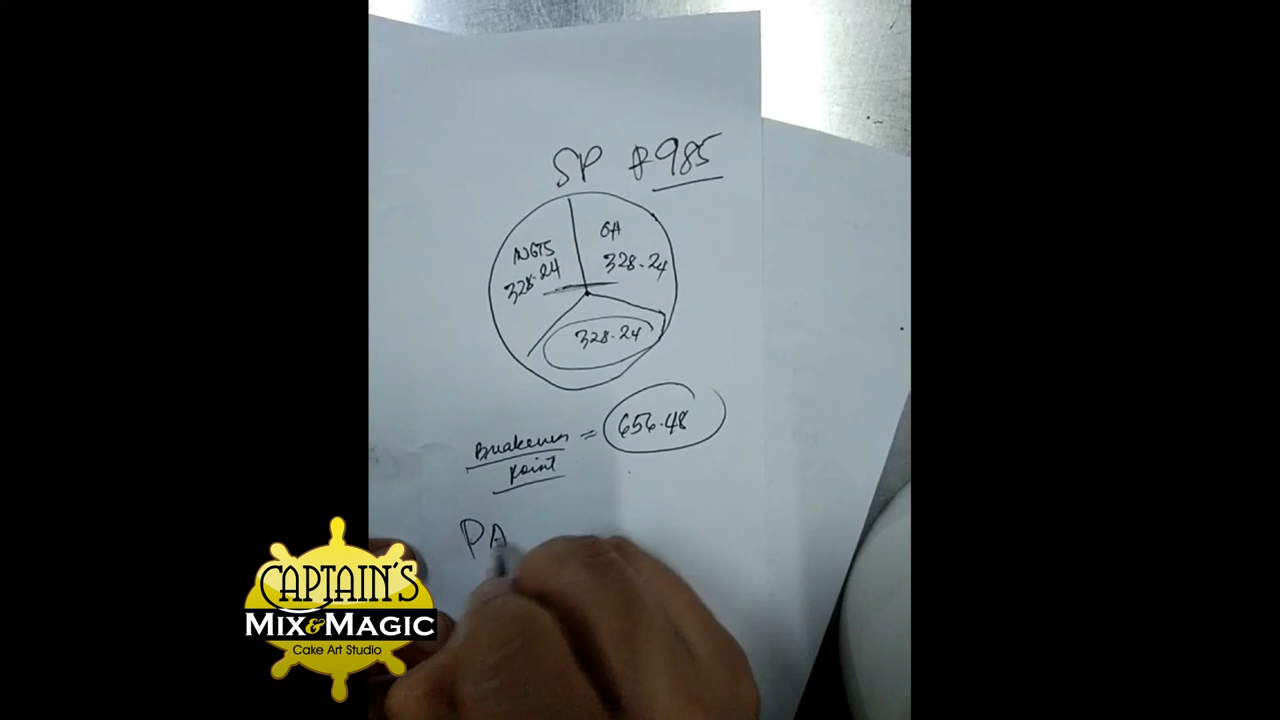 SP ₱985
INGTS
328.24
OH
328.24
328.24
Breakeven = 656.48
Point
PA
CAPTAIN'S
MIX & MAGIC
Cake Art Studio